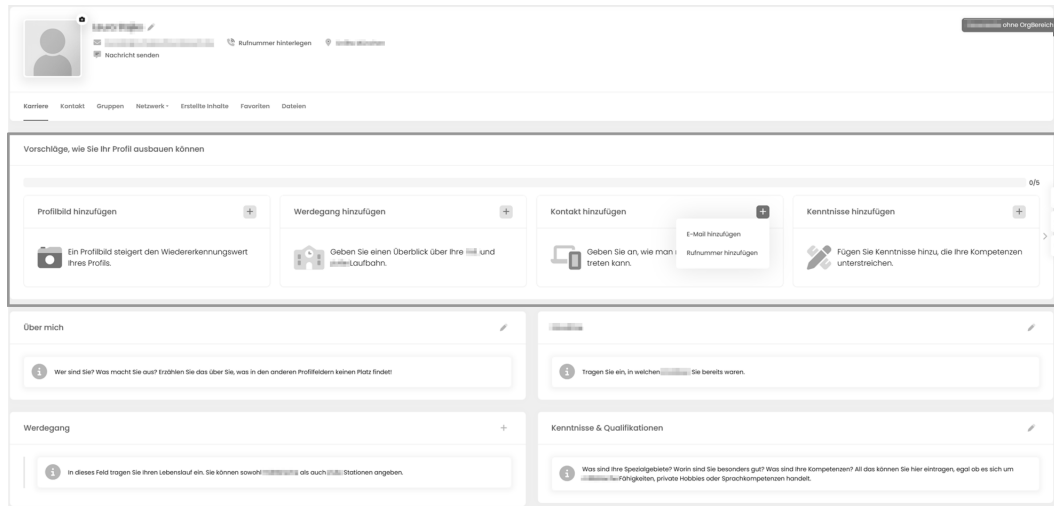 ohne OrgBereich
Rufnummer hinterlegen
Nachricht senden
Karriere Kontakt Gruppen Netzwerk Erstellte Inhalte Favoriten Dateien
Vorschläge, wie Sie Ihr Profil ausbauen können
0/5
Profilbild hinzufügen
Ein Profilbild steigert den Wiedererkennungswert
Ihres Profils.
Werdegang hinzufügen
Geben Sie einen Überblick über Ihre und
Laufbahn.
Kontakt hinzufügen
Geben Sie an, wie man
treten kann.
E-Mail hinzufügen
Rufnummer hinzufügen
Kenntnisse hinzufügen
Fügen Sie Kenntnisse hinzu, die Ihre Kompetenzen
unterstreichen.
Über mich
Wer sind Sie? Was macht Sie aus? Erzählen Sie das über Sie, was in den anderen Profilfeldern keinen Platz findet!
Tragen Sie ein, in welchen Sie bereits waren.
Werdegang
In dieses Feld tragen Sie Ihren Lebenslauf ein. Sie können sowohl als auch Stationen angeben.
Kenntnisse & Qualifikationen
Was sind Ihre Spezialgebiete? Worin sind Sie besonders gut? Was sind Ihre Kompetenzen? All das können Sie hier eintragen, egal ob es sich um
Fähigkeiten, private Hobbies oder Sprachkompetenzen handelt.